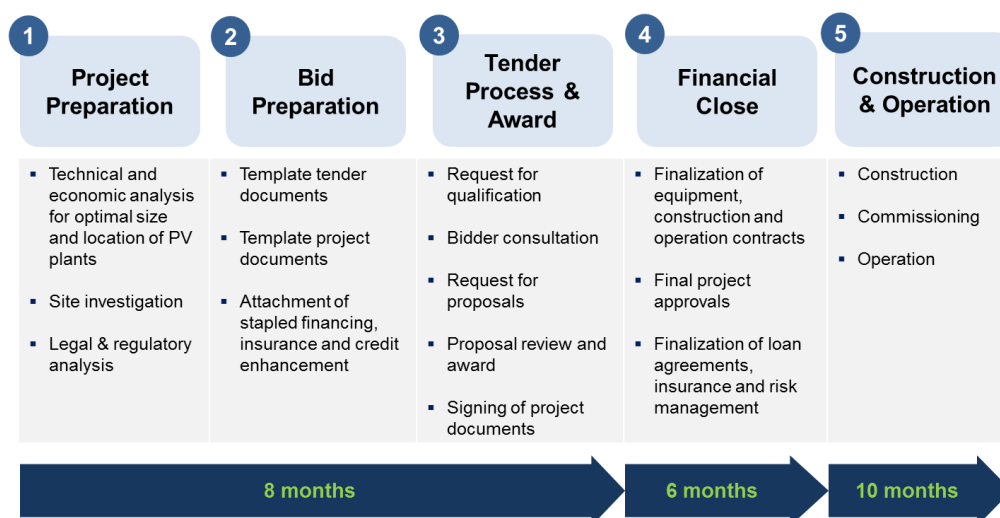 1
Project
Preparation
2
Bid
Preparation
3
Tender
Process &
Award
4
Financial
Close
5
Construction
& Operation
▪ Technical and
economic analysis
for optimal size
and location of PV
plants
▪ Site investigation
▪ Legal & regulatory
analysis
▪ Template tender
documents
▪ Template project
documents
▪ Attachment of
stapled financing,
insurance and credit
enhancement
▪ Request for
qualification
▪ Bidder consultation
▪ Request for
proposals
▪ Proposal review and
award
▪ Signing of project
documents
▪ Finalization of
equipment,
construction and
operation contracts
▪ Final project
approvals
▪ Finalization of loan
agreements,
insurance and risk
management
▪ Construction
▪ Commissioning
▪ Operation
8 months
6 months
10 months